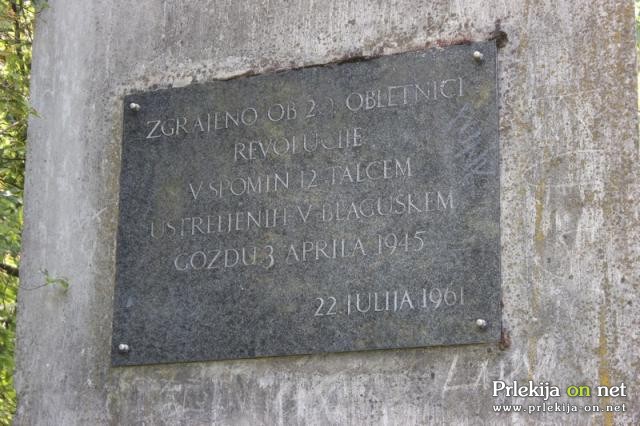 ZGRAJENO OB 20 OBLETNICI
REVOLUCIJE
V SPOMIN 12 TALCEM
USTRELJENIH V BLAGUŠKEM
GOZDU 3 APRILA 1945
22. JULIJA 1961
Prlekija on net
www.prlekija-on.net